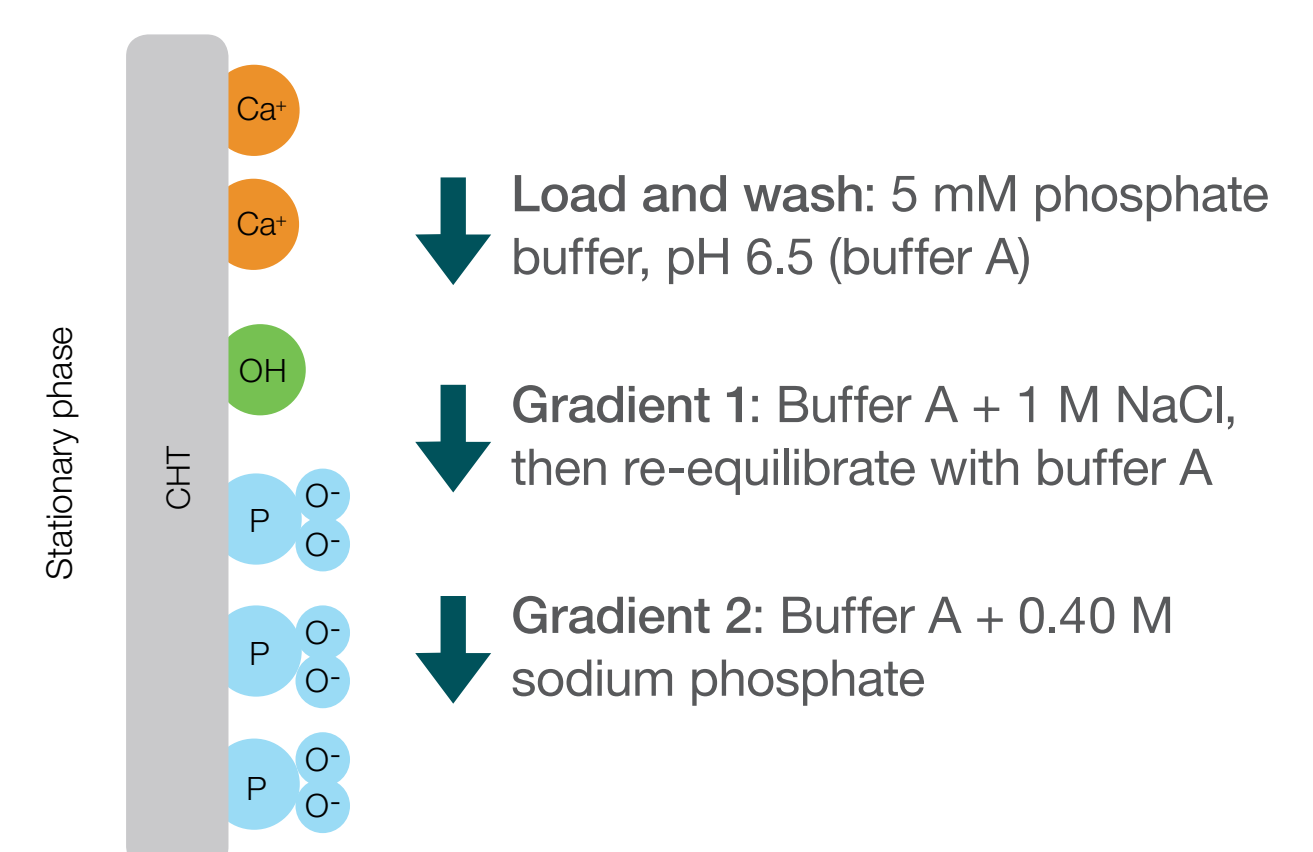 Stationary phase
CHT
Ca⁺
Ca⁺
OH
P
O⁻
O⁻
P
O⁻
O⁻
P
O⁻
O⁻
Load and wash: 5 mM phosphate
buffer, pH 6.5 (buffer A)
Gradient 1: Buffer A + 1 M NaCl,
then re-equilibrate with buffer A
Gradient 2: Buffer A + 0.40 M
sodium phosphate